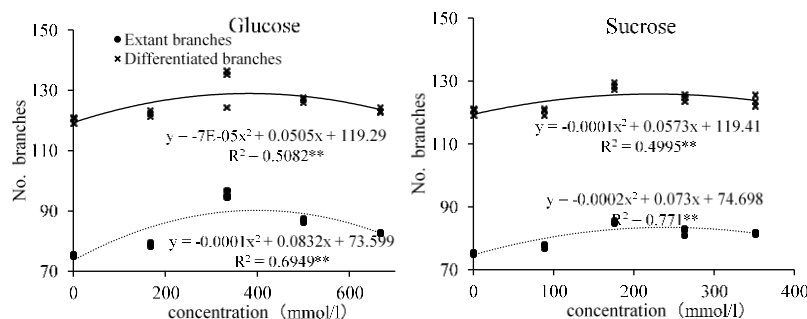 Glucose
150
130
110
90
70
No. branches
Extant branches
Differentiated branches
y = -7E-05x² + 0.0505x + 119.29
R² = 0.5082**
y = -0.0001x² + 0.0832x + 73.599
R² = 0.6949**
0 200 400 600
concentration (mmol/l)
Sucrose
150
130
110
90
70
No. branches
y = -0.0001x² + 0.0573x + 119.41
R² = 0.4995**
y = -0.0002x² + 0.073x + 74.698
R² = 0.771**
0 100 200 300 400
concentration (mmol/l)